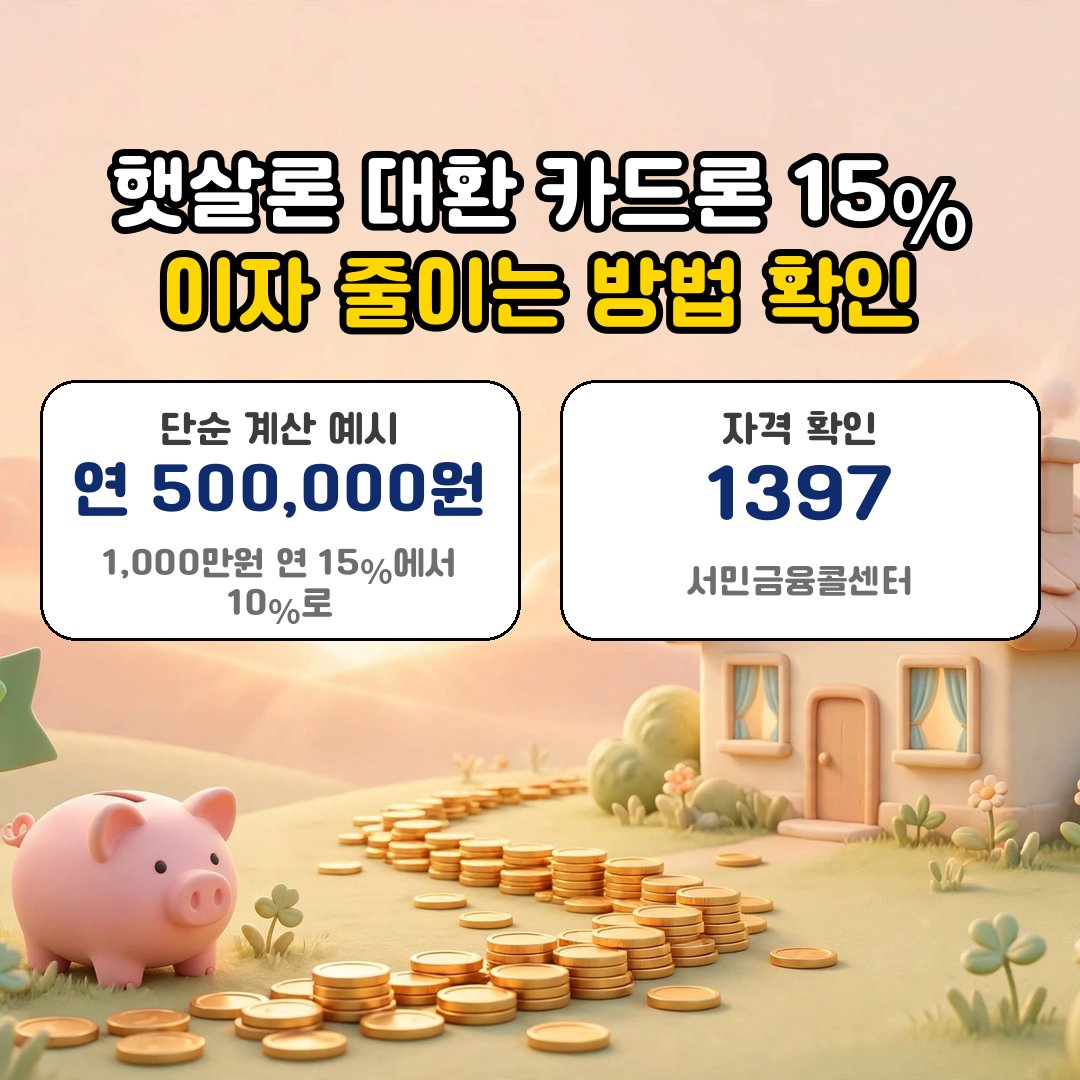 햇살론 대환 카드론 15%
이자 줄이는 방법 확인
단순 계산 예시
연 500,000원
1,000만원 연 15%에서
10%로
자격 확인
1397
서민금융콜센터